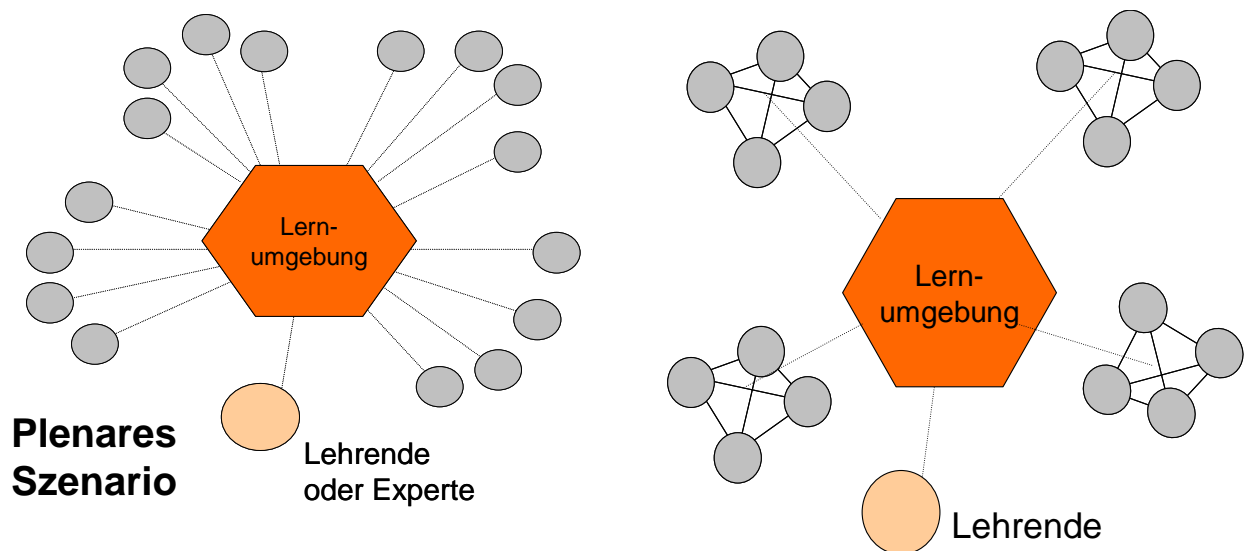 Lern-
umgebung
Plenares
Szenario
Lehrende
oder Experte
Lern-
umgebung
Lehrende